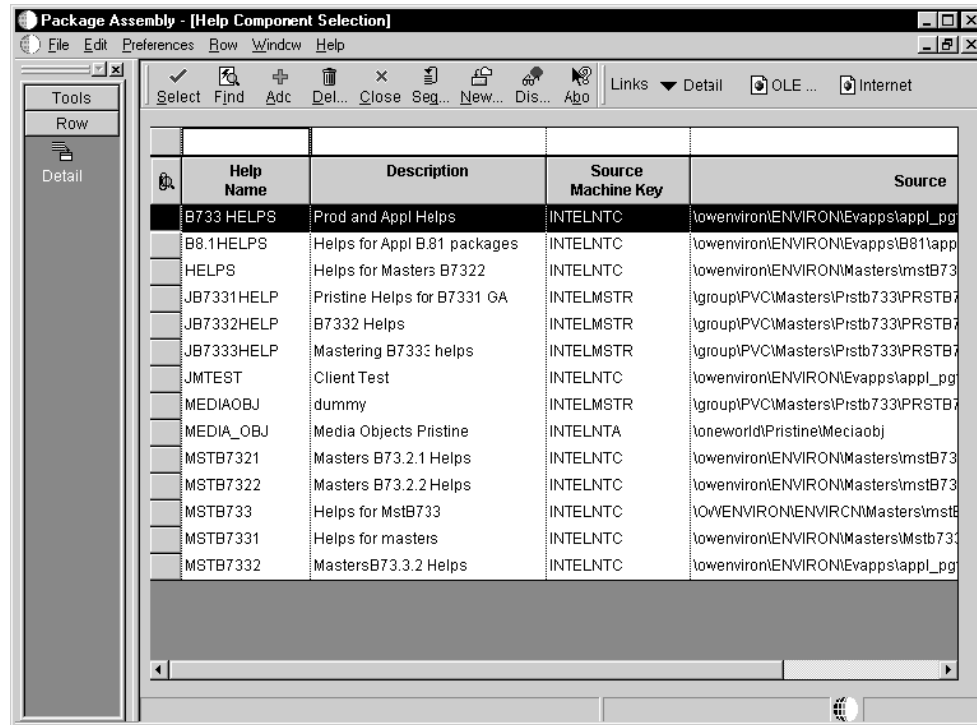 Package Assembly - [Help Component Selection]
File Edit Preferences Row Window Help
Tools
Row
Detail
Select Find Add Del... Close Seq... New... Dis... Abo Links Detail OLE ... Internet
Help Name Description Source Machine Key Source
B733 HELPS Prod and Appl Helps INTELNTC \owenviron\ENVIRON\Evapps\appl_pg
B8.1HELPS Helps for Appl B.81 packages INTELNTC \owenviron\ENVIRON\Evapps\B81\app
HELPS Helps for Masters B7322 INTELNTC \owenviron\ENVIRON\Masters\mstB73
JB7331HELP Pristine Helps for B7331 GA INTELMSTR \group\PVC\Masters\Prstb733\PRSTB7
JB7332HELP B7332 Helps INTELMSTR \group\PVC\Masters\Prstb733\PRSTB7
JB7333HELP Mastering B7333 helps INTELMSTR \group\PVC\Masters\Prstb733\PRSTB7
JMTEST Client Test INTELNTC \owenviron\ENVIRON\Evapps\appl_pg
MEDIAOBJ dummy INTELMSTR \group\PVC\Masters\Prstb733\PRSTB7
MEDIA_OBJ Media Objects Pristine INTELNTA \oneworld\Pristine\Meciaobj
MSTB7321 Masters B73.2.1 Helps INTELNTC \owenviron\ENVIRON\Masters\mstB73
MSTB7322 Masters B73.2.2 Helps INTELNTC \owenviron\ENVIRON\Masters\mstB73
MSTB733 Helps for MstB733 INTELNTC \OWENVIRON\ENVIRCN\Masters\mstB
MSTB7331 Helps for masters INTELNTC \owenviron\ENVIRON\Masters\Mstb733
MSTB7332 MastersB73.3.2 Helps INTELNTC \owenviron\ENVIRON\Evapps\appl_pg